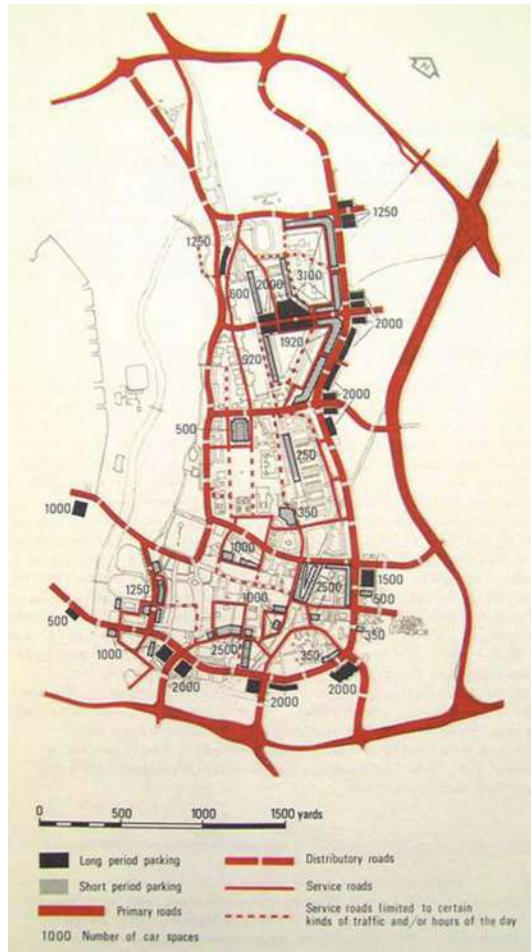 N
1250
1250
2000
3100
600
2000
1920
920
2000
500
250
350
1000
1000
1500
2500
1250
1000
500
500
350
1000
2500
350
2000
2000
2000
0 500 1000 1500 yards
Long period parking
Distributory roads
Short period parking
Service roads
Primary roads
Service roads limited to certain
kinds of traffic and/or hours of the day
1000 Number of car spaces